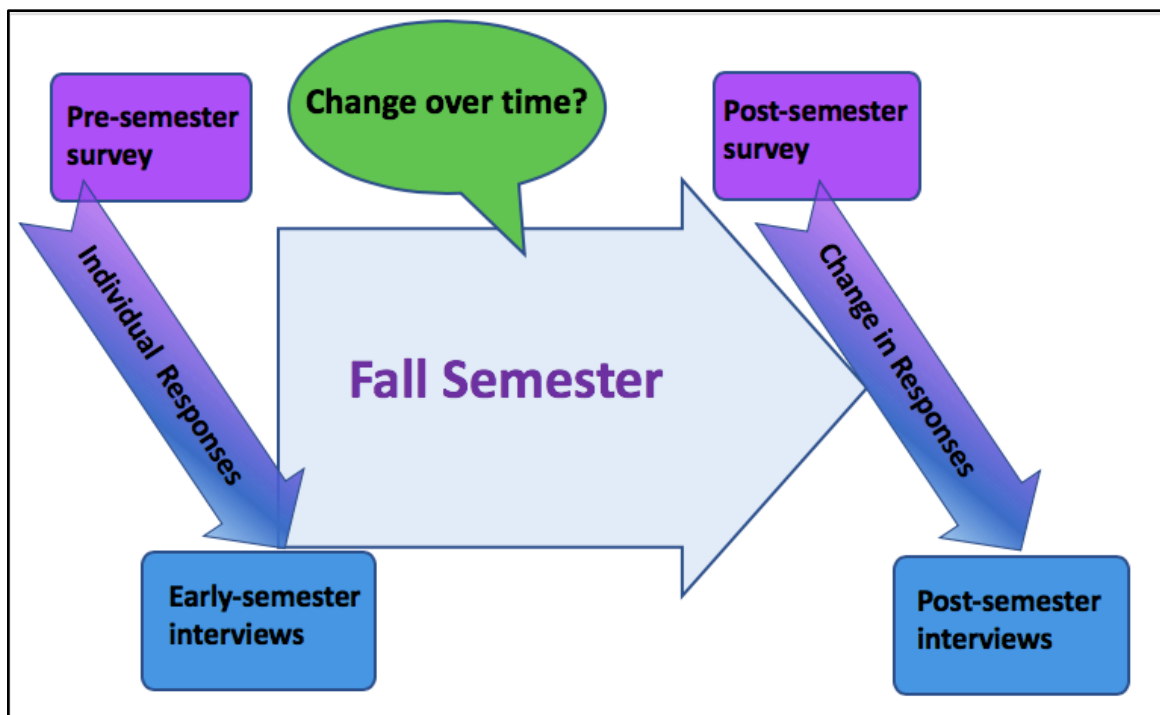 Pre-semester
survey
Change over time?
Post-semester
survey
Individual Responses
Fall Semester
Change in Responses
Early-semester
interviews
Post-semester
interviews